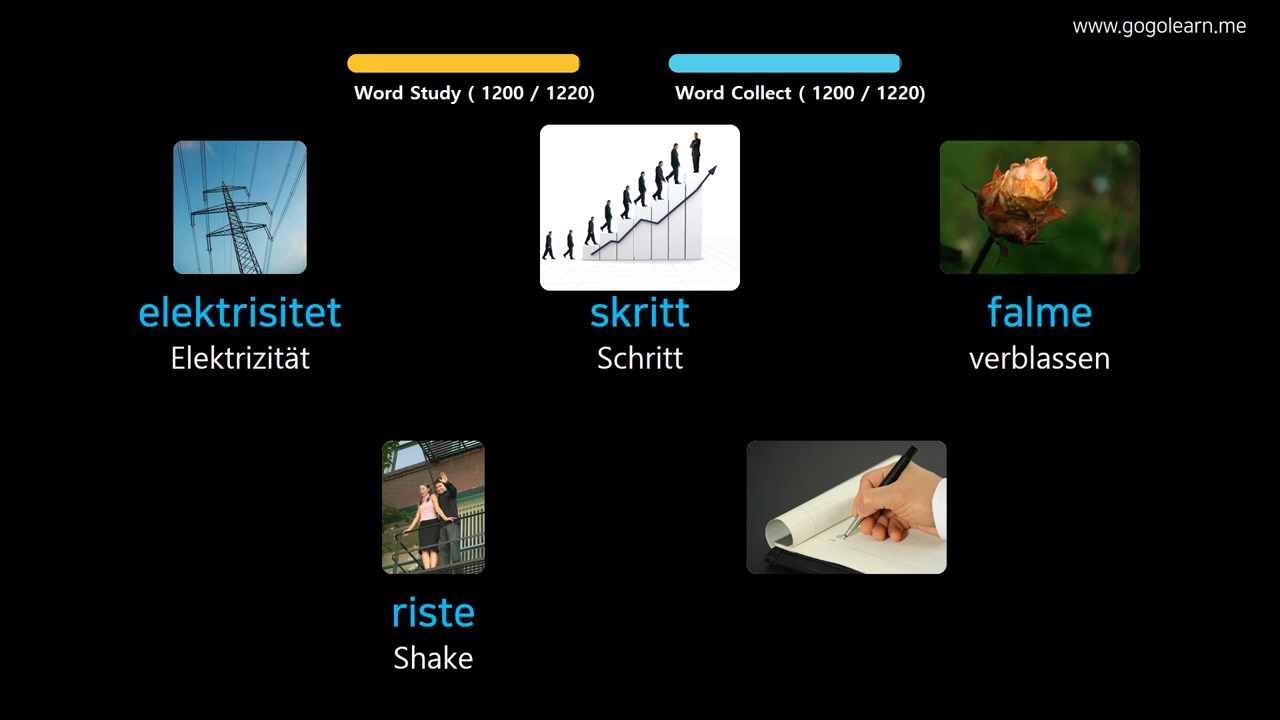 www.gogolearn.me
Word Study ( 1200 / 1220)
Word Collect ( 1200 / 1220)
elektrisitet
Elektrizität
skritt
Schritt
falme
verblassen
riste
Shake